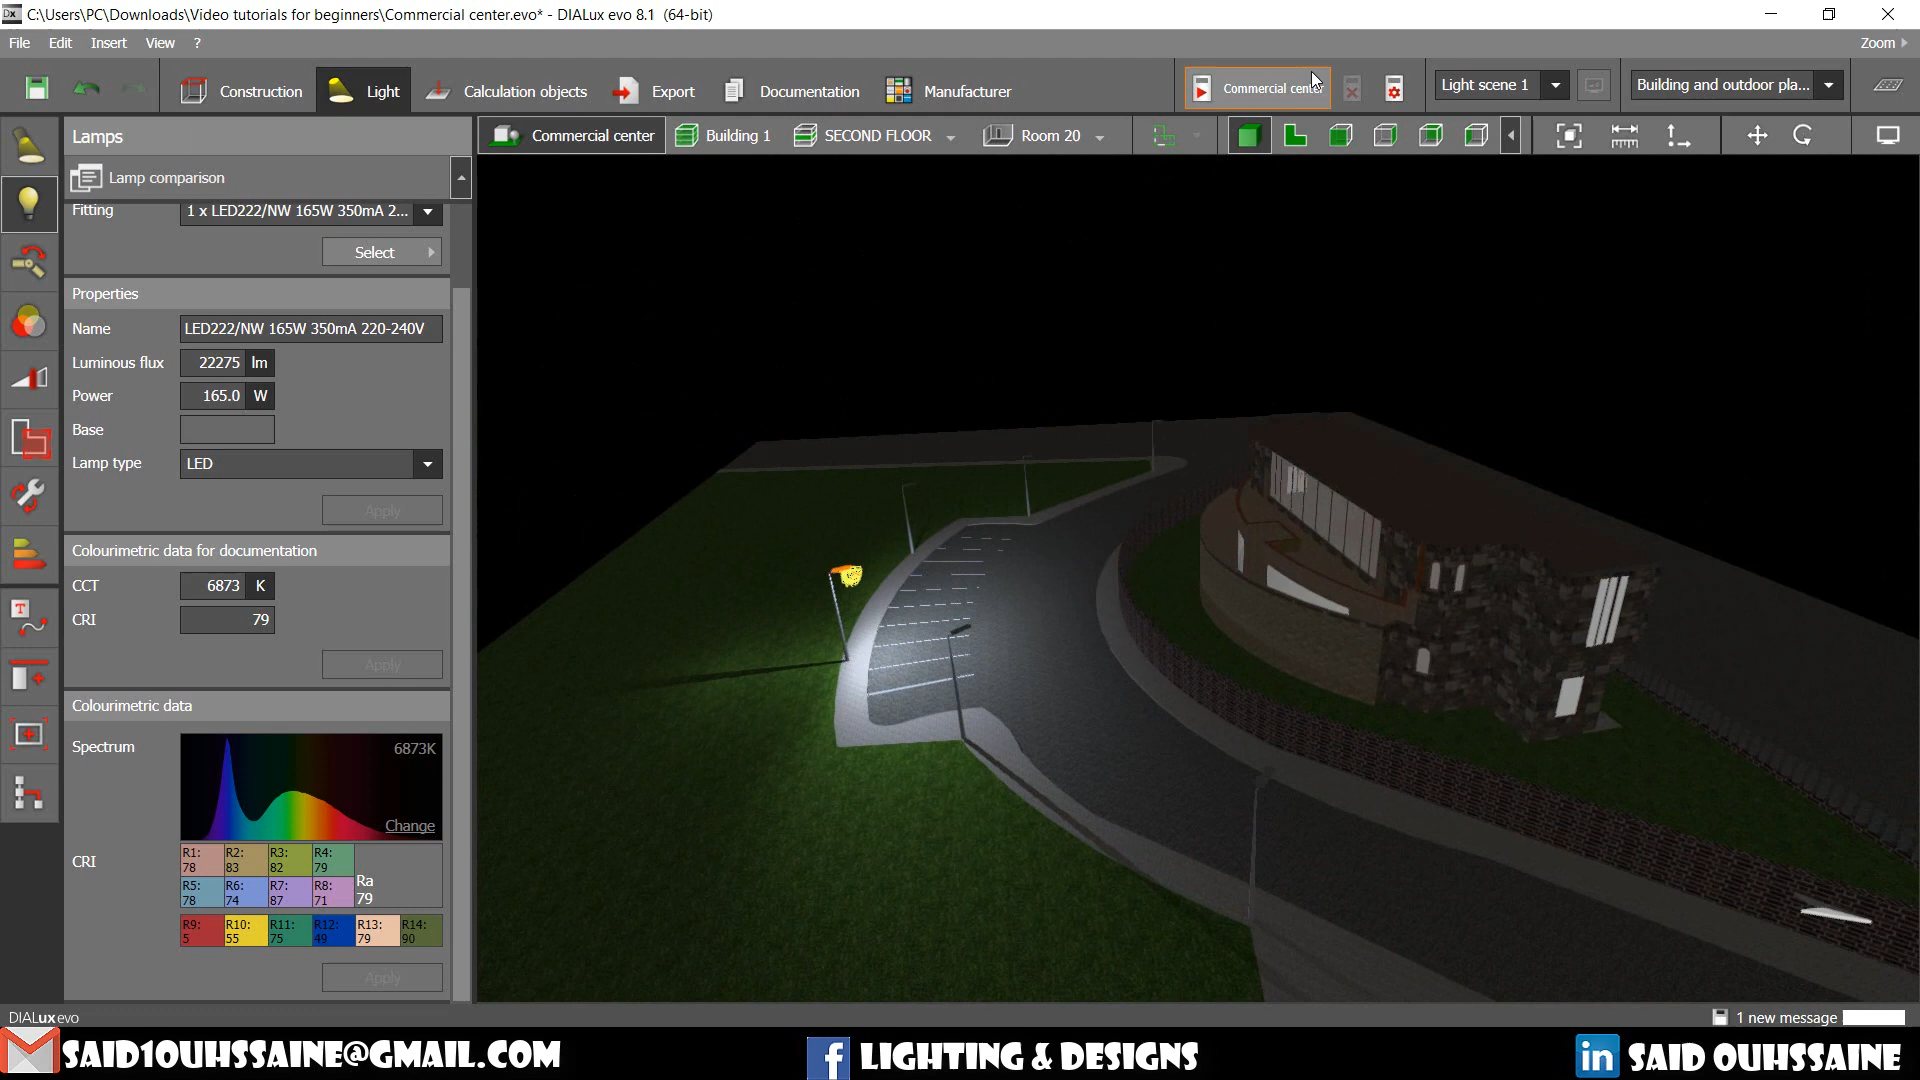 Dx C:\Users\PC\Downloads\Video tutorials for beginners\Commercial center.evo* - DIALux evo 8.1 (64-bit)
File Edit Insert View ? Zoom
Construction Light Calculation objects Export Documentation Manufacturer Commercial cente Light scene 1 Building and outdoor pla...
Lamps
Commercial center Building 1 SECOND FLOOR Room 20
Lamp comparison
Fitting 1 x LED222/NW 165W 350mA 2...
Select
Properties
Name LED222/NW 165W 350mA 220-240V
Luminous flux 22275 lm
Power 165.0 W
Base
Lamp type LED
Apply
Colourimetric data for documentation
CCT 6873 K
CRI 79
Apply
Colourimetric data
Spectrum 6873K
Change
CRI
R1: R2: R3: R4:
78 83 82 79
Ra
R5: R6: R7: R8:
78 74 87 71 79
R9: R10: R11: R12: R13: R14:
5 55 75 49 79 90
Apply
DIALux evo 1 new message
SAID1OUHSSAINE@GMAIL.COM f LIGHTING & DESIGNS in SAID OUHSSAINE